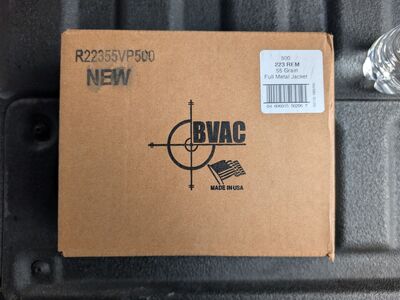 R22355VP500
NEW
500
223 REM
55 Grain
Full Metal Jacket
BVAC
MADE IN USA